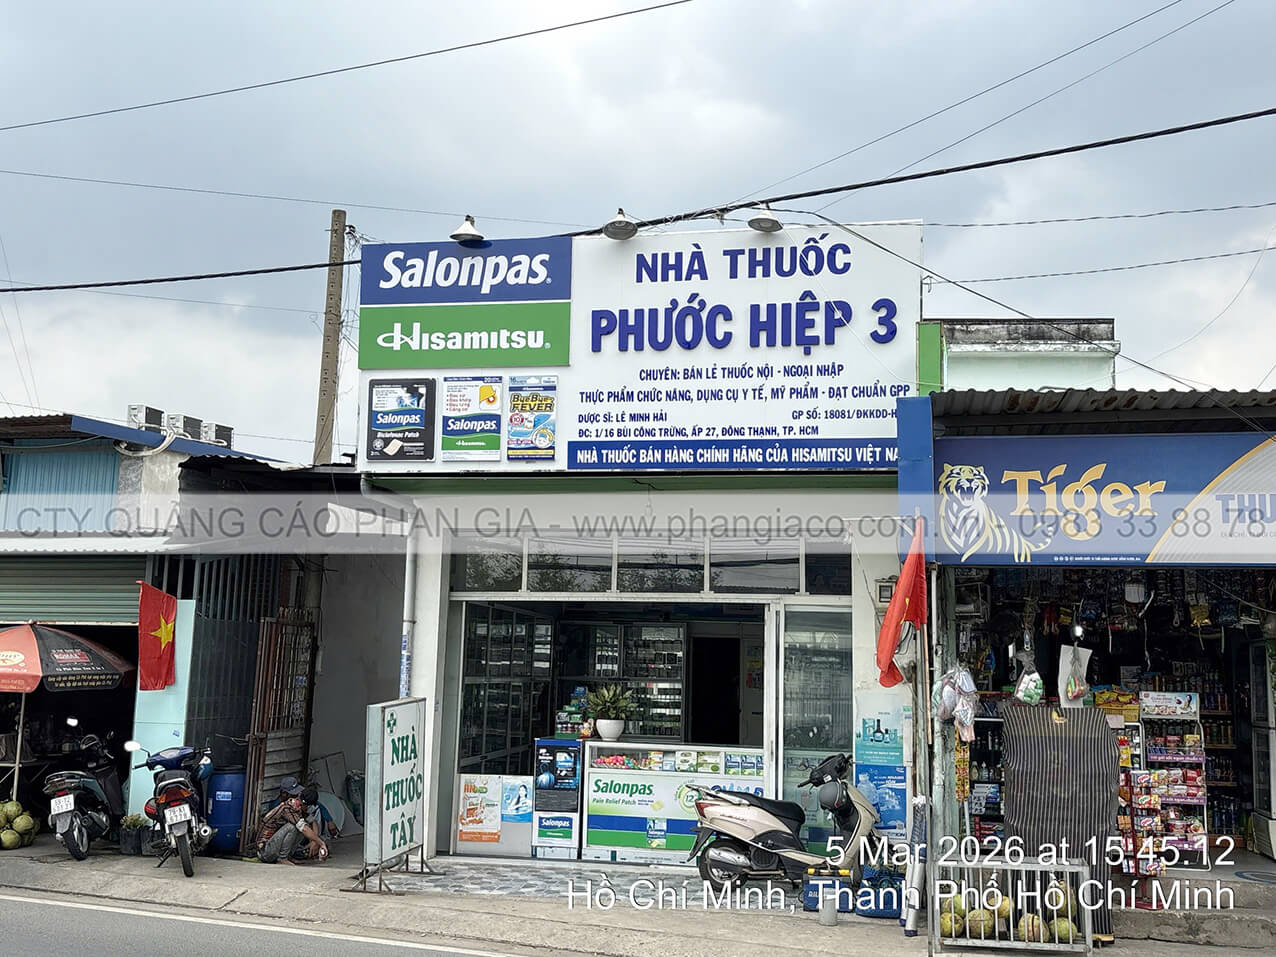 Salonpas®
HISAMITSU®
NHÀ THUỐC
PHƯỚC HIỆP 3
CHUYÊN: BÁN LẺ THUỐC NỘI - NGOẠI NHẬP
THỰC PHẨM CHỨC NĂNG, DỤNG CỤ Y TẾ, MỸ PHẨM - ĐẠT CHUẨN GPP
DƯỢC SĨ: LÊ MINH HẢI
GP SỐ: 18081/ĐKKDD-H
ĐC: 1/16 BÙI CÔNG TRỪNG, ẤP 27, ĐÔNG THẠNH, TP. HCM
NHÀ THUỐC BÁN HÀNG CHÍNH HÃNG CỦA HISAMITSU VIỆT NA
Salonpas
Diclofenac Patch
Salonpas
Hisamitsu
FEVER
Tiger
THU
CTY QUẢNG CÁO PHAN GIA - www.phangiaco.com
0983 33 88 78
NHÀ
THUỐC
TÂY
Salonpas
Salonpas
Pain Relief Patch
5 Mar 2026 at 15.45.12
Hồ Chí Minh, Thành Phố Hồ Chí Minh